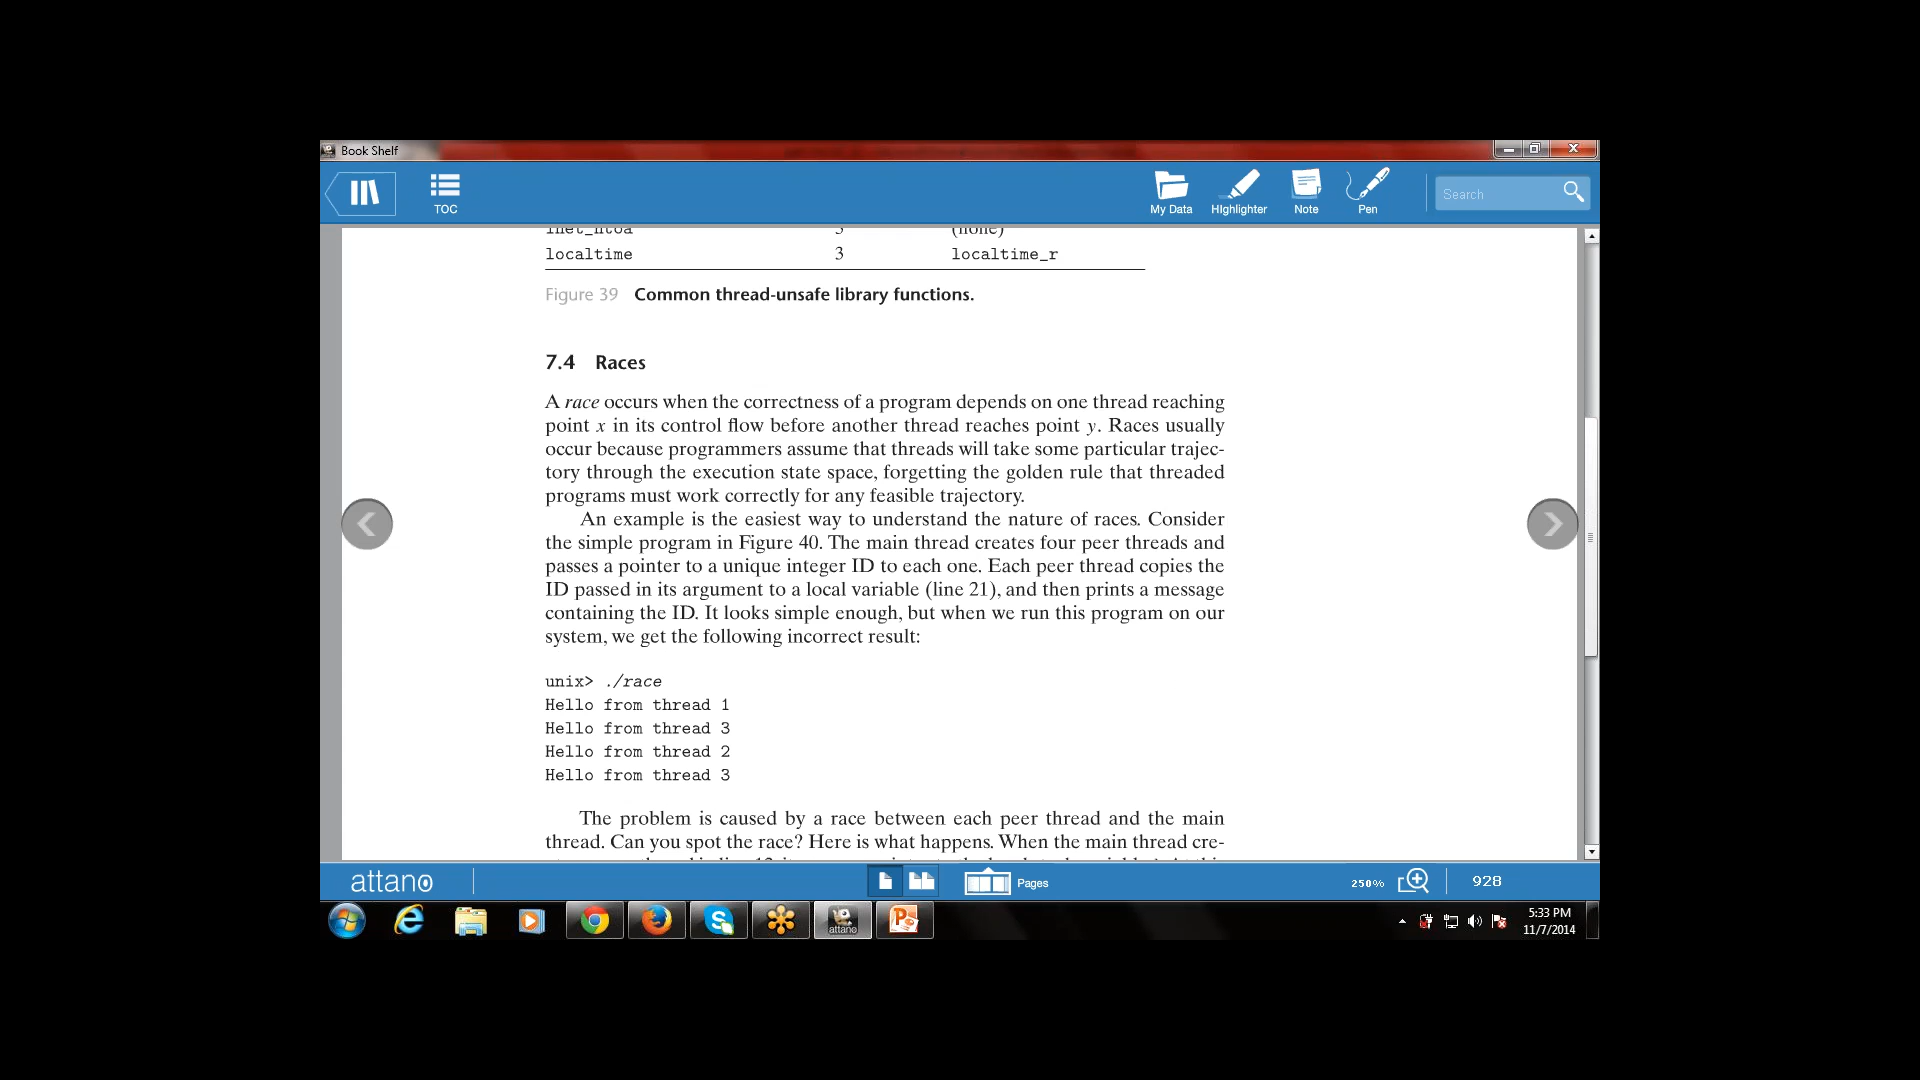 Book Shelf
TOC
My Data
HIghlighter
Note
Pen
Search
inet_ntoa 3 (none)
localtime 3 localtime_r
Figure 39 Common thread-unsafe library functions.
7.4 Races
A race occurs when the correctness of a program depends on one thread reaching
point x in its control flow before another thread reaches point y. Races usually
occur because programmers assume that threads will take some particular trajec-
tory through the execution state space, forgetting the golden rule that threaded
programs must work correctly for any feasible trajectory.
An example is the easiest way to understand the nature of races. Consider
the simple program in Figure 40. The main thread creates four peer threads and
passes a pointer to a unique integer ID to each one. Each peer thread copies the
ID passed in its argument to a local variable (line 21), and then prints a message
containing the ID. It looks simple enough, but when we run this program on our
system, we get the following incorrect result:
unix> ./race
Hello from thread 1
Hello from thread 3
Hello from thread 2
Hello from thread 3
The problem is caused by a race between each peer thread and the main
thread. Can you spot the race? Here is what happens. When the main thread cre-
attano
Pages
250%
928
attano
5:33 PM
11/7/2014